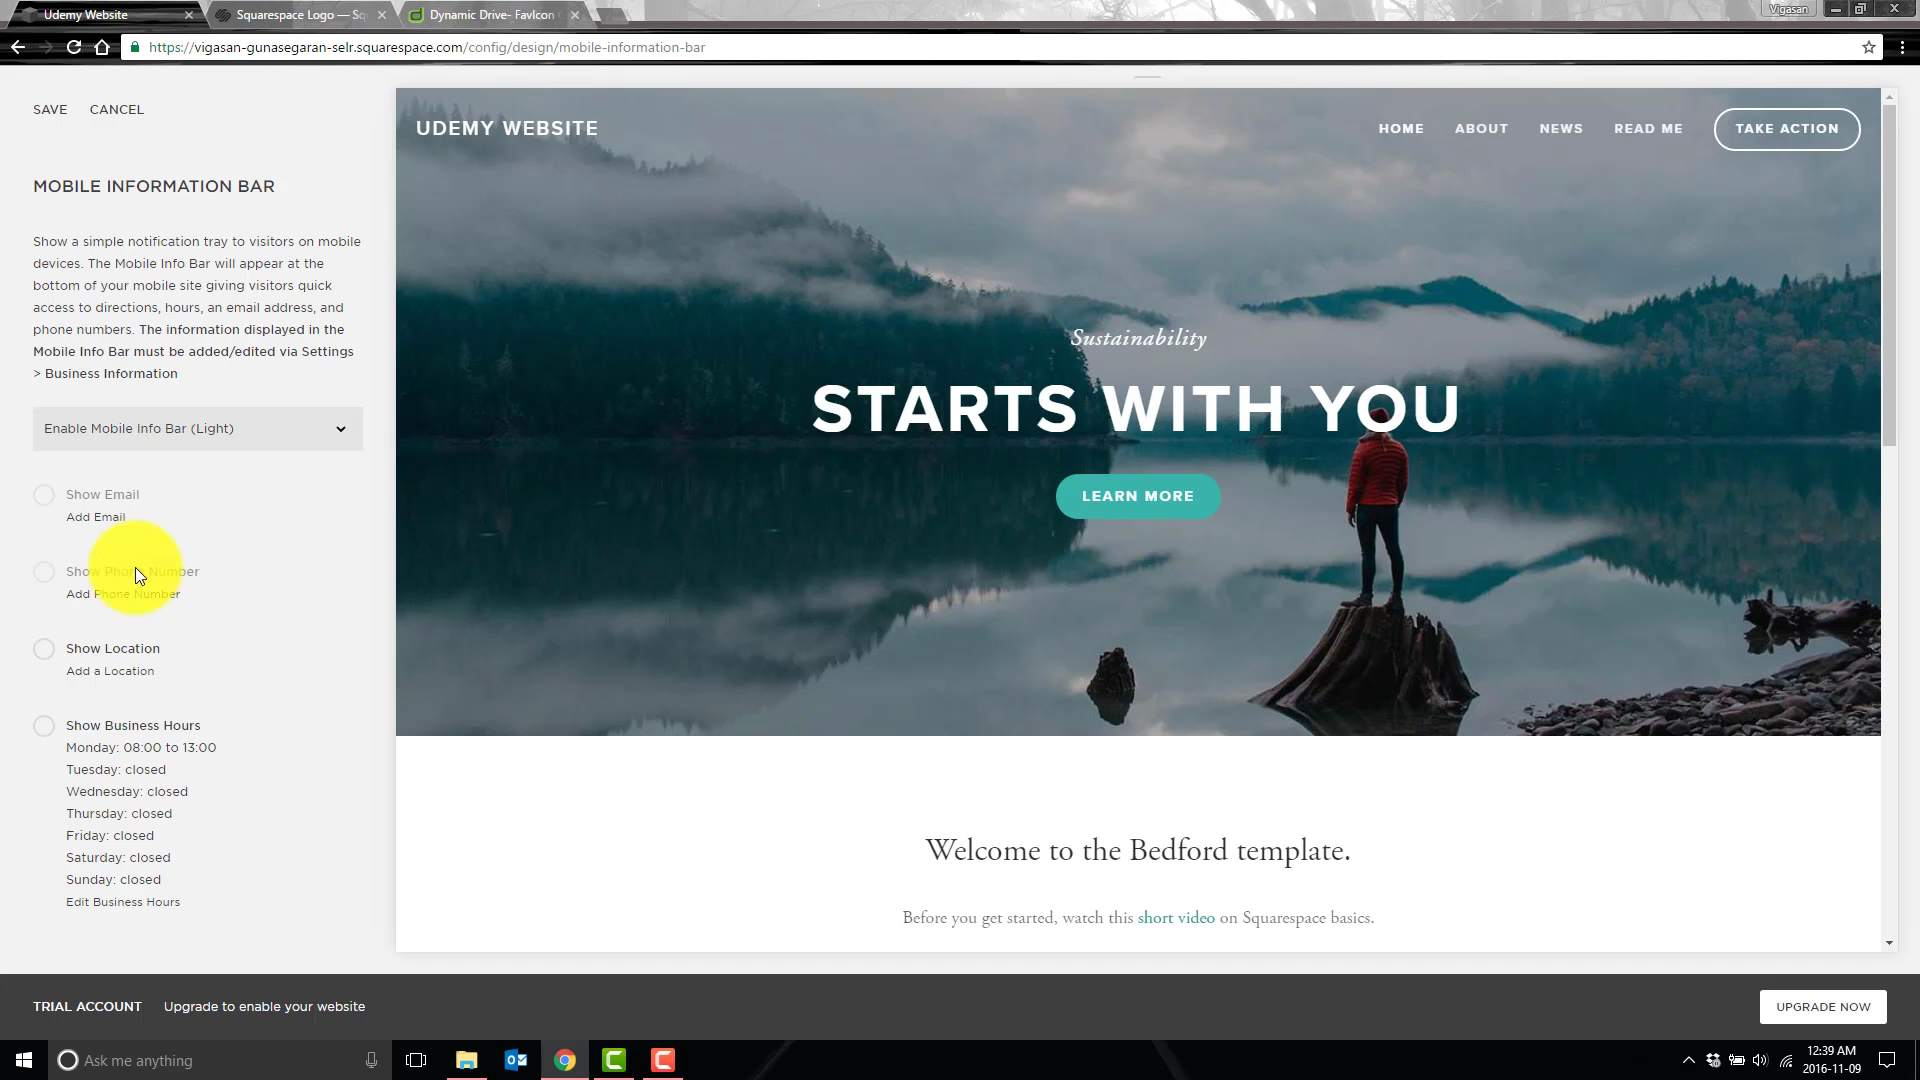 Udemy Website
Squarespace Logo — Sq
Dynamic Drive- FavIcon
Vigasan
https://vigasan-gunasegaran-selr.squarespace.com/config/design/mobile-information-bar
SAVE CANCEL
MOBILE INFORMATION BAR
Show a simple notification tray to visitors on mobile
devices. The Mobile Info Bar will appear at the
bottom of your mobile site giving visitors quick
access to directions, hours, an email address, and
phone numbers. The information displayed in the
Mobile Info Bar must be added/edited via Settings
> Business Information
Enable Mobile Info Bar (Light)
Show Email
Add Email
Show Phone Number
Add Phone Number
Show Location
Add a Location
Show Business Hours
Monday: 08:00 to 13:00
Tuesday: closed
Wednesday: closed
Thursday: closed
Friday: closed
Saturday: closed
Sunday: closed
Edit Business Hours
UDEMY WEBSITE
HOME ABOUT NEWS READ ME TAKE ACTION
Sustainability
STARTS WITH YOU
LEARN MORE
Welcome to the Bedford template.
Before you get started, watch this short video on Squarespace basics.
TRIAL ACCOUNT Upgrade to enable your website
UPGRADE NOW
Ask me anything
12:39 AM
2016-11-09